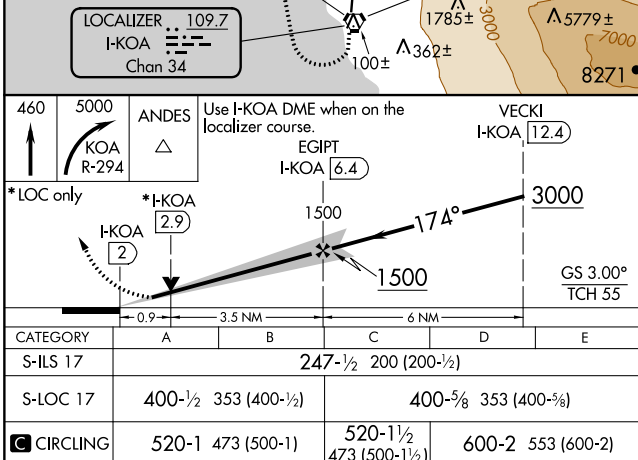 LOCALIZER 109.7
I-KOA
Chan 34
100±
362±
1785±
3000
5779±
7000
8271
460
5000
KOA
R-294
ANDES
Use I-KOA DME when on the
localizer course.
VECKI
I-KOA 12.4
EGIPT
I-KOA 6.4
*LOC only
*I-KOA
2.9
I-KOA
2
1500
174°
3000
1500
GS 3.00°
TCH 55
0.9
3.5 NM
6 NM
CATEGORY A B C D E
S-ILS 17 247-½ 200 (200-½)
S-LOC 17 400-½ 353 (400-½) 400-⅝ 353 (400-⅝)
C CIRCLING 520-1 473 (500-1) 520-1½ 473 (500-1½) 600-2 553 (600-2)